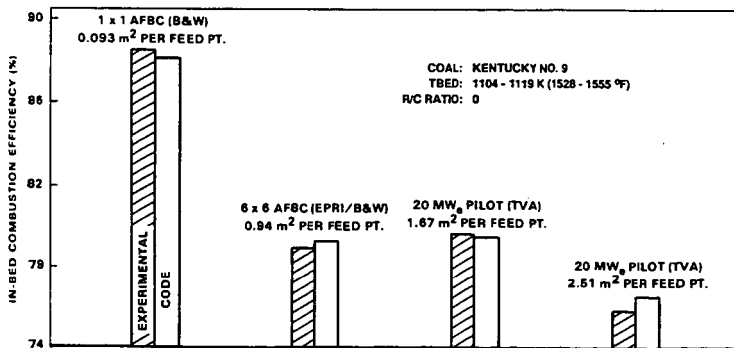 90
86
82
79
74
IN-BED COMBUSTION EFFICIENCY (%)
1 x 1 AFBC (B&W)
0.093 m² PER FEED PT.
EXPERIMENTAL
CODE
COAL: KENTUCKY NO. 9
TBED: 1104 - 1119 K (1528 - 1555 ºF)
R/C RATIO: 0
6 x 6 AFBC (EPRI/B&W)
0.94 m² PER FEED PT.
20 MWₑ PILOT (TVA)
1.67 m² PER FEED PT.
20 MWₑ PILOT (TVA)
2.51 m² PER FEED PT.